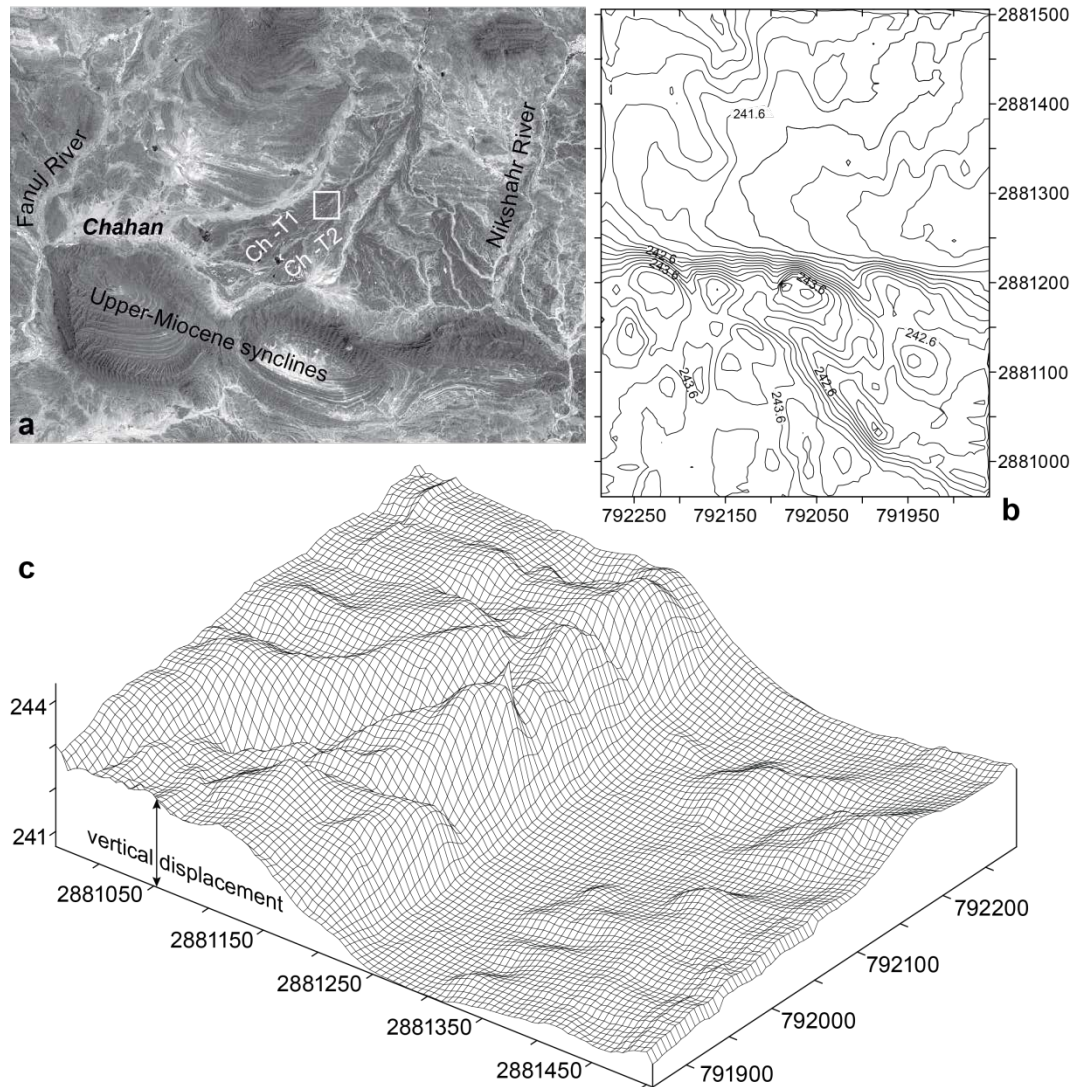 Fanuj River
Chahan
Ch -T1
Ch -T2
Nikshahr River
Upper-Miocene synclines
a
241.6
242.6
243.6
243.6
242.6
242.6
243.6
243.6
2881500
2881400
2881300
2881200
2881100
2881000
792250 792150 792050 791950
b
c
244
241
vertical displacement
2881050
2881150
2881250
2881350
2881450
792200
792100
792000
791900